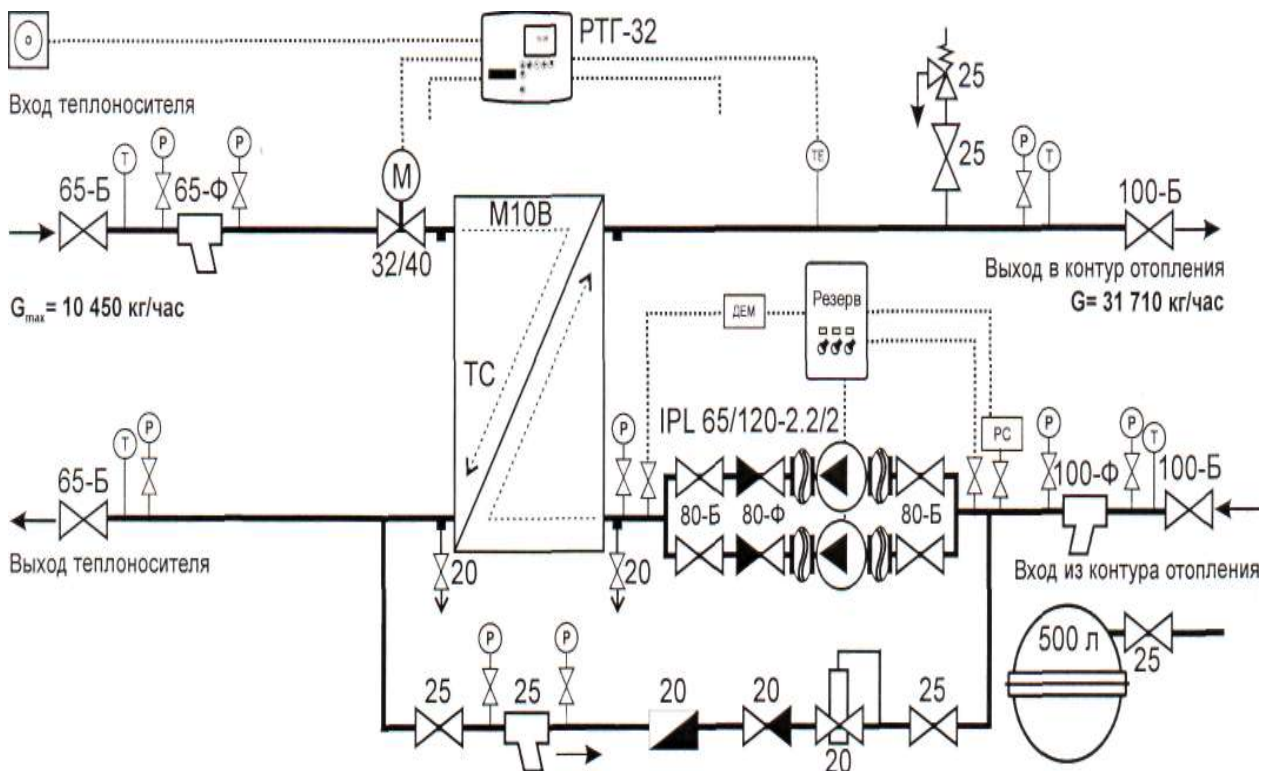 РТГ-32
Вход теплоносителя
25
P
P
T
65-Б
65-Ф
M
TE
25
P
T
100-Б
M10B
32/40
Gmax= 10 450 кг/час
Выход в контур отопления
G= 31 710 кг/час
ДЕМ
Резерв
ТС
IPL 65/120-2.2/2
P
РС
P
P
T
T
P
65-Б
100-Ф
100-Б
80-Б
80-Ф
80-Б
Выход теплоносителя
20
20
Вход из контура отопления
P
P
500 л
25
25
25
20
20
25
20